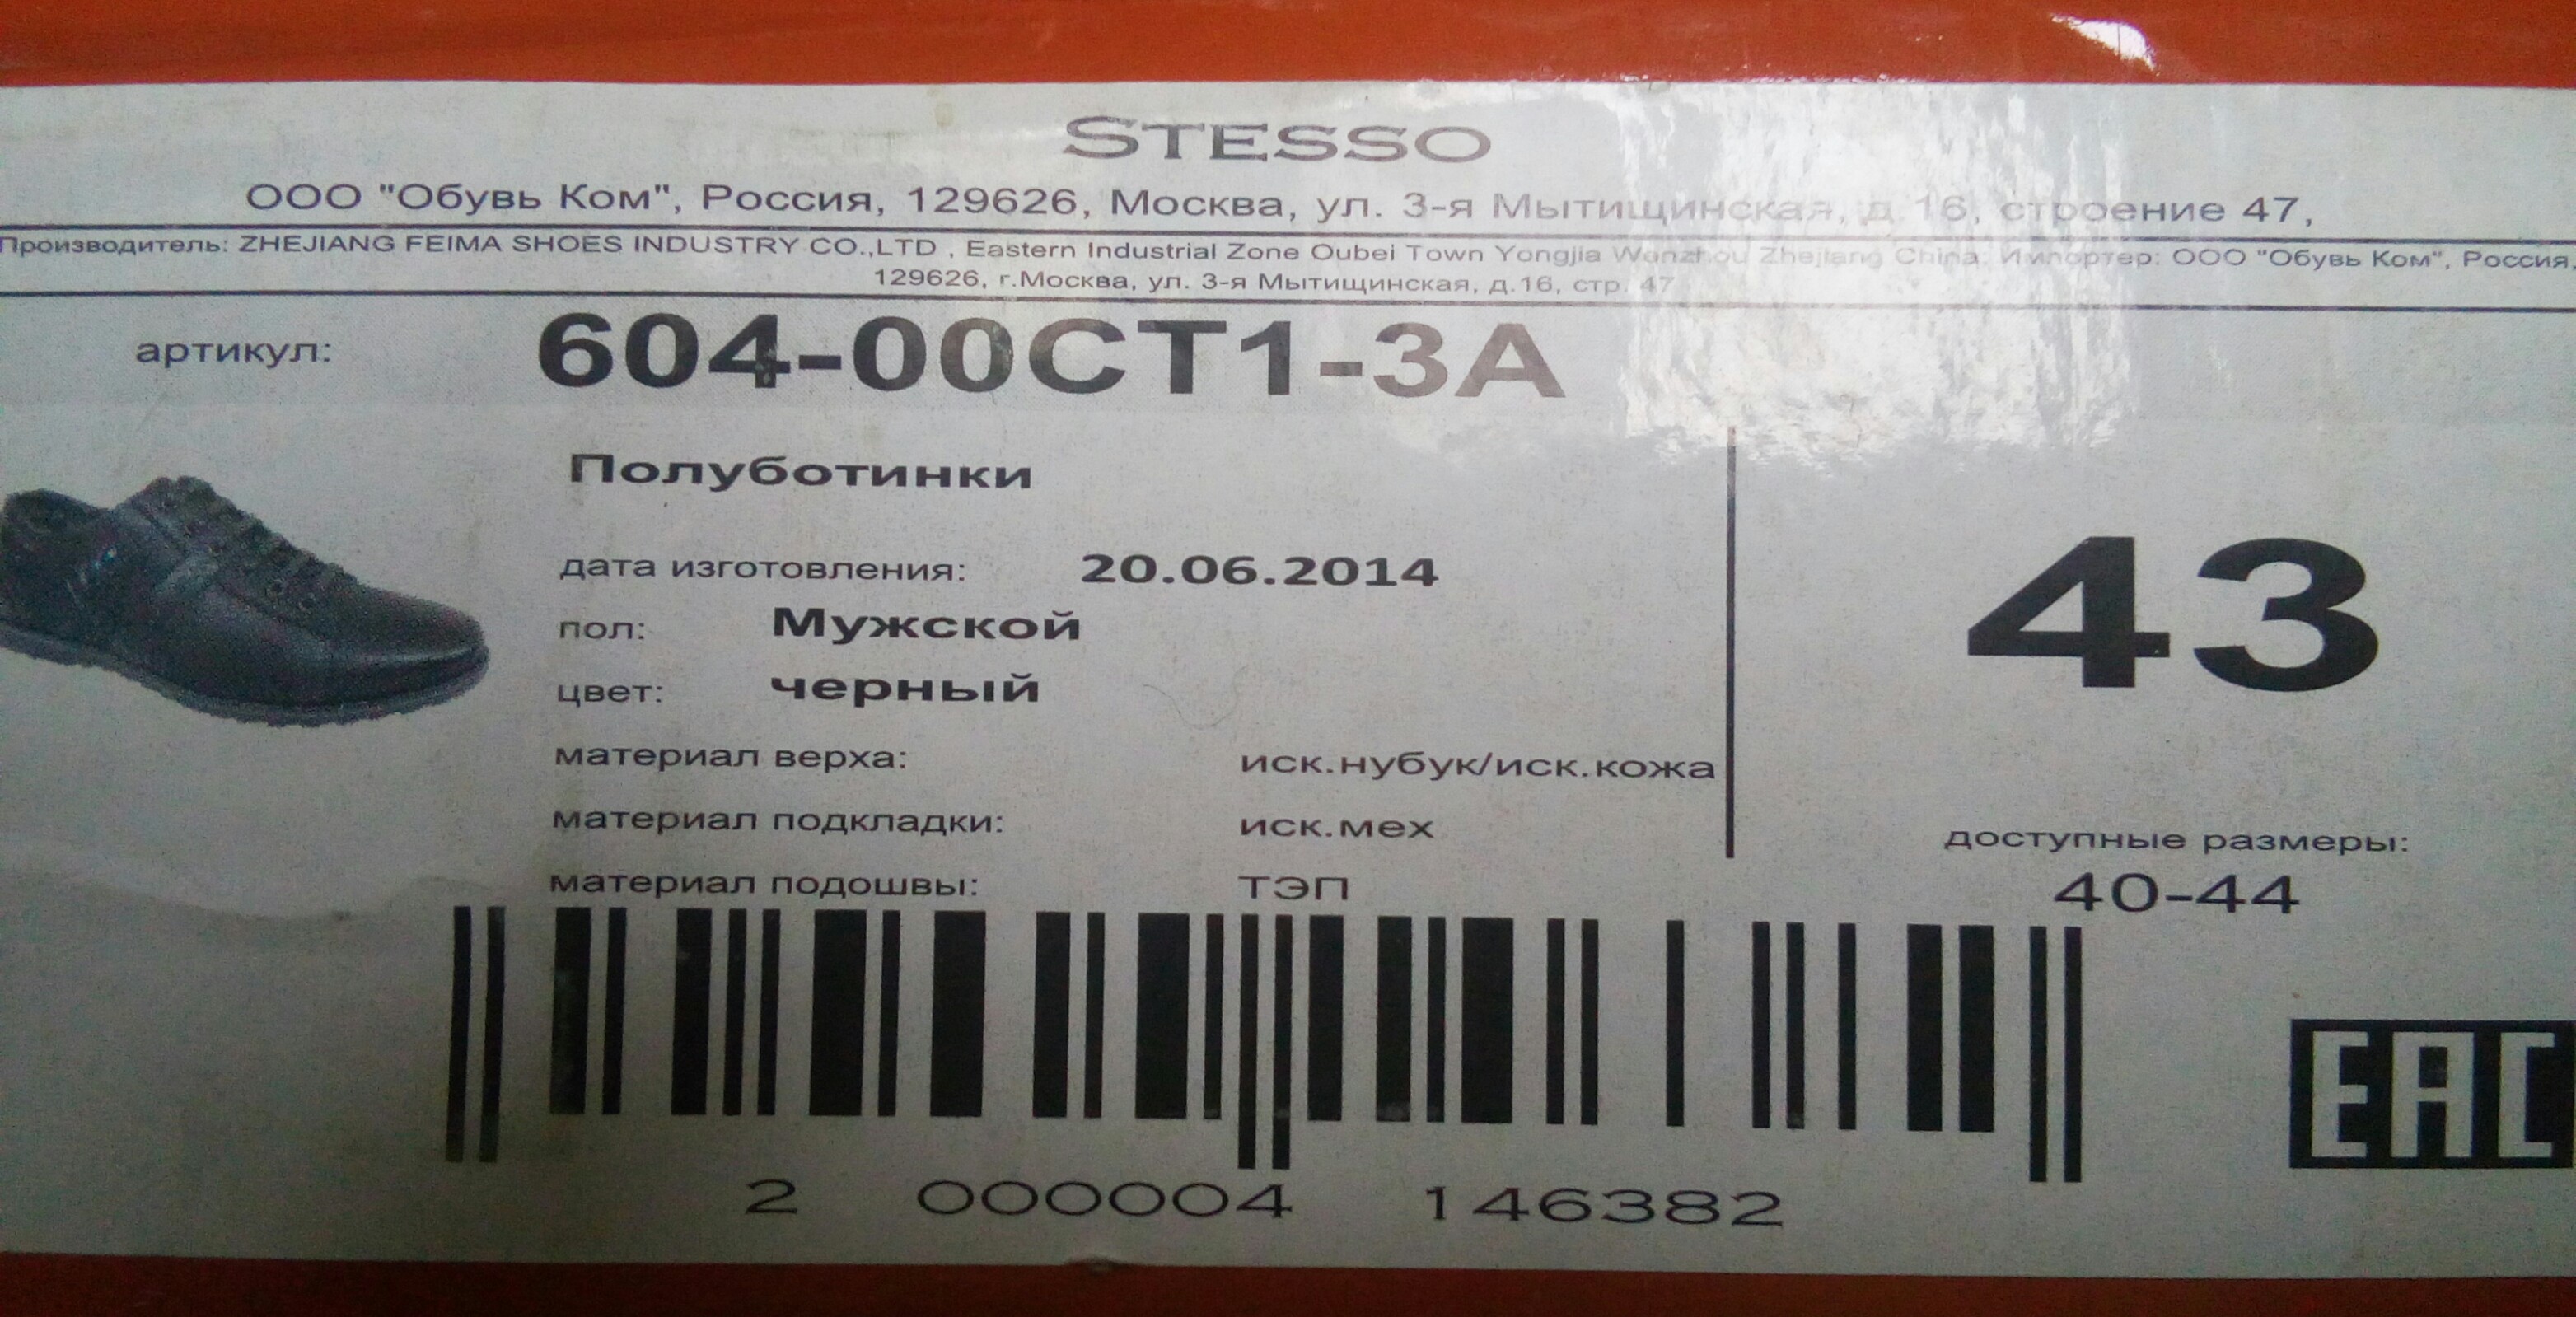 STESSO
ООО "Обувь Ком", Россия, 129626, Москва, ул. 3-я Мытищинская, д.16, строение 47,
Производитель: ZHEJIANG FEIMA SHOES INDUSTRY CO.,LTD , Eastern Industrial Zone Oubei Town Yongjia Wenzhou Zhejiang China. Импортер: ООО "Обувь Ком", Россия,
129626, г.Москва, ул. 3-я Мытищинская, д.16, стр. 47
артикул: 604-00СТ1-3А
Полуботинки
дата изготовления: 20.06.2014
пол: Мужской
цвет: черный
43
материал верха: иск.нубук/иск.кожа
материал подкладки: иск.мех
доступные размеры:
материал подошвы: ТЭП
40-44
EAC
2 000004 146382